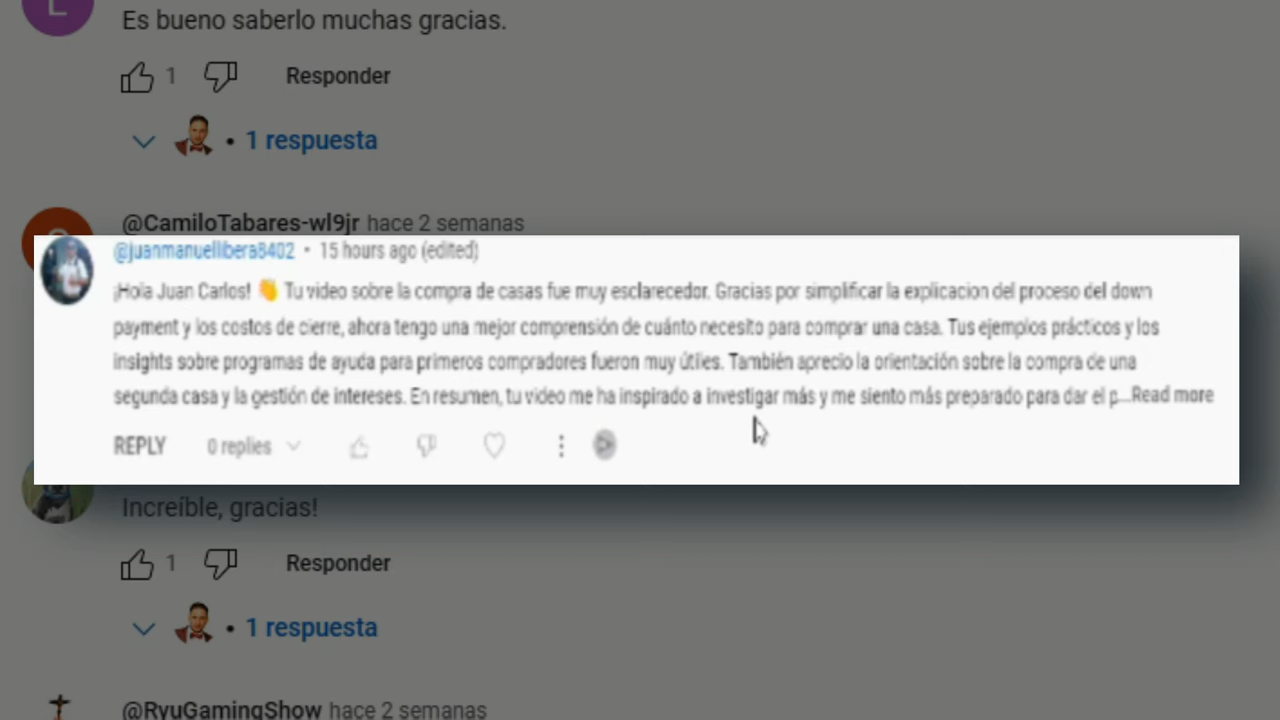 L
Es bueno saberlo muchas gracias.
1 Responder
• 1 respuesta
@CamiloTabares-wl9jr hace 2 semanas
@juanmanuellibera8402 • 15 hours ago (edited)
¡Hola Juan Carlos! 👏 Tu video sobre la compra de casas fue muy esclarecedor. Gracias por simplificar la explicacion del proceso del down
payment y los costos de cierre, ahora tengo una mejor comprensión de cuánto necesito para comprar una casa. Tus ejemplos prácticos y los
insights sobre programas de ayuda para primeros compradores fueron muy útiles. También aprecio la orientación sobre la compra de una
segunda casa y la gestión de intereses. En resumen, tu video me ha inspirado a investigar más y me siento más preparado para dar el p...Read more
REPLY 0 replies
Increíble, gracias!
1 Responder
• 1 respuesta
@RyuGamingShow hace 2 semanas